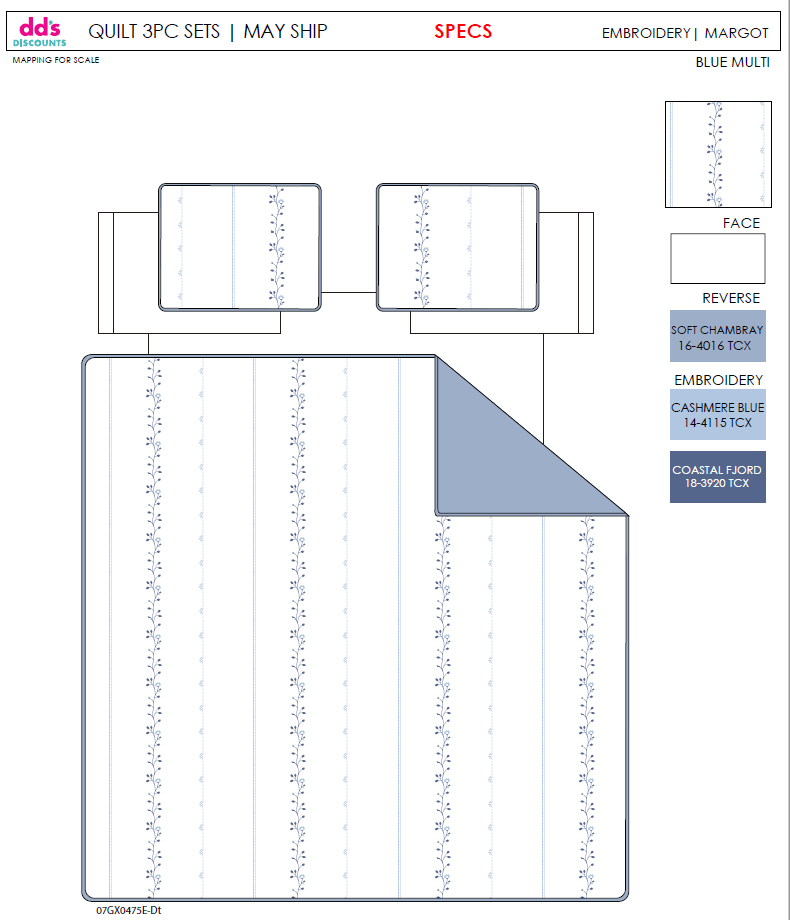 dd's
DISCOUNTS
QUILT 3PC SETS | MAY SHIP
SPECS
EMBROIDERY| MARGOT
MAPPING FOR SCALE
BLUE MULTI
FACE
REVERSE
SOFT CHAMBRAY
16-4016 TCX
EMBROIDERY
CASHMERE BLUE
14-4115 TCX
COASTAL FJORD
18-3920 TCX
07GX0475E-Dt